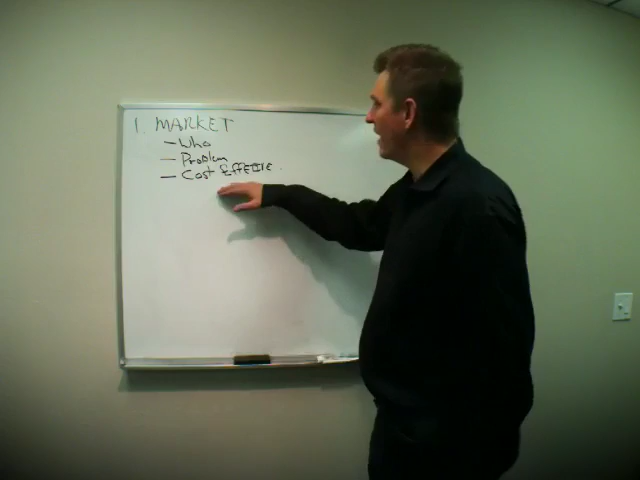 1. MARKET
- Who
- Problem
- Cost EFFECTIVE.